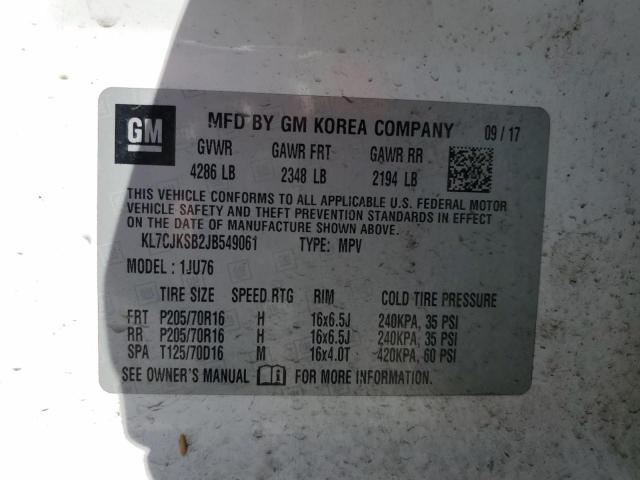 GM MFD BY GM KOREA COMPANY 09 / 17
GVWR GAWR FRT GAWR RR
4286 LB 2348 LB 2194 LB
THIS VEHICLE CONFORMS TO ALL APPLICABLE U.S. FEDERAL MOTOR
VEHICLE SAFETY AND THEFT PREVENTION STANDARDS IN EFFECT
ON THE DATE OF MANUFACTURE SHOWN ABOVE.
KL7CJKSB2JB549061 TYPE: MPV
MODEL : 1JU76
TIRE SIZE SPEED RTG RIM COLD TIRE PRESSURE
FRT P205/70R16 H 16x6.5J 240KPA, 35 PSI
RR P205/70R16 H 16x6.5J 240KPA, 35 PSI
SPA T125/70D16 M 16x4.0T 420KPA, 60 PSI
SEE OWNER'S MANUAL FOR MORE INFORMATION.